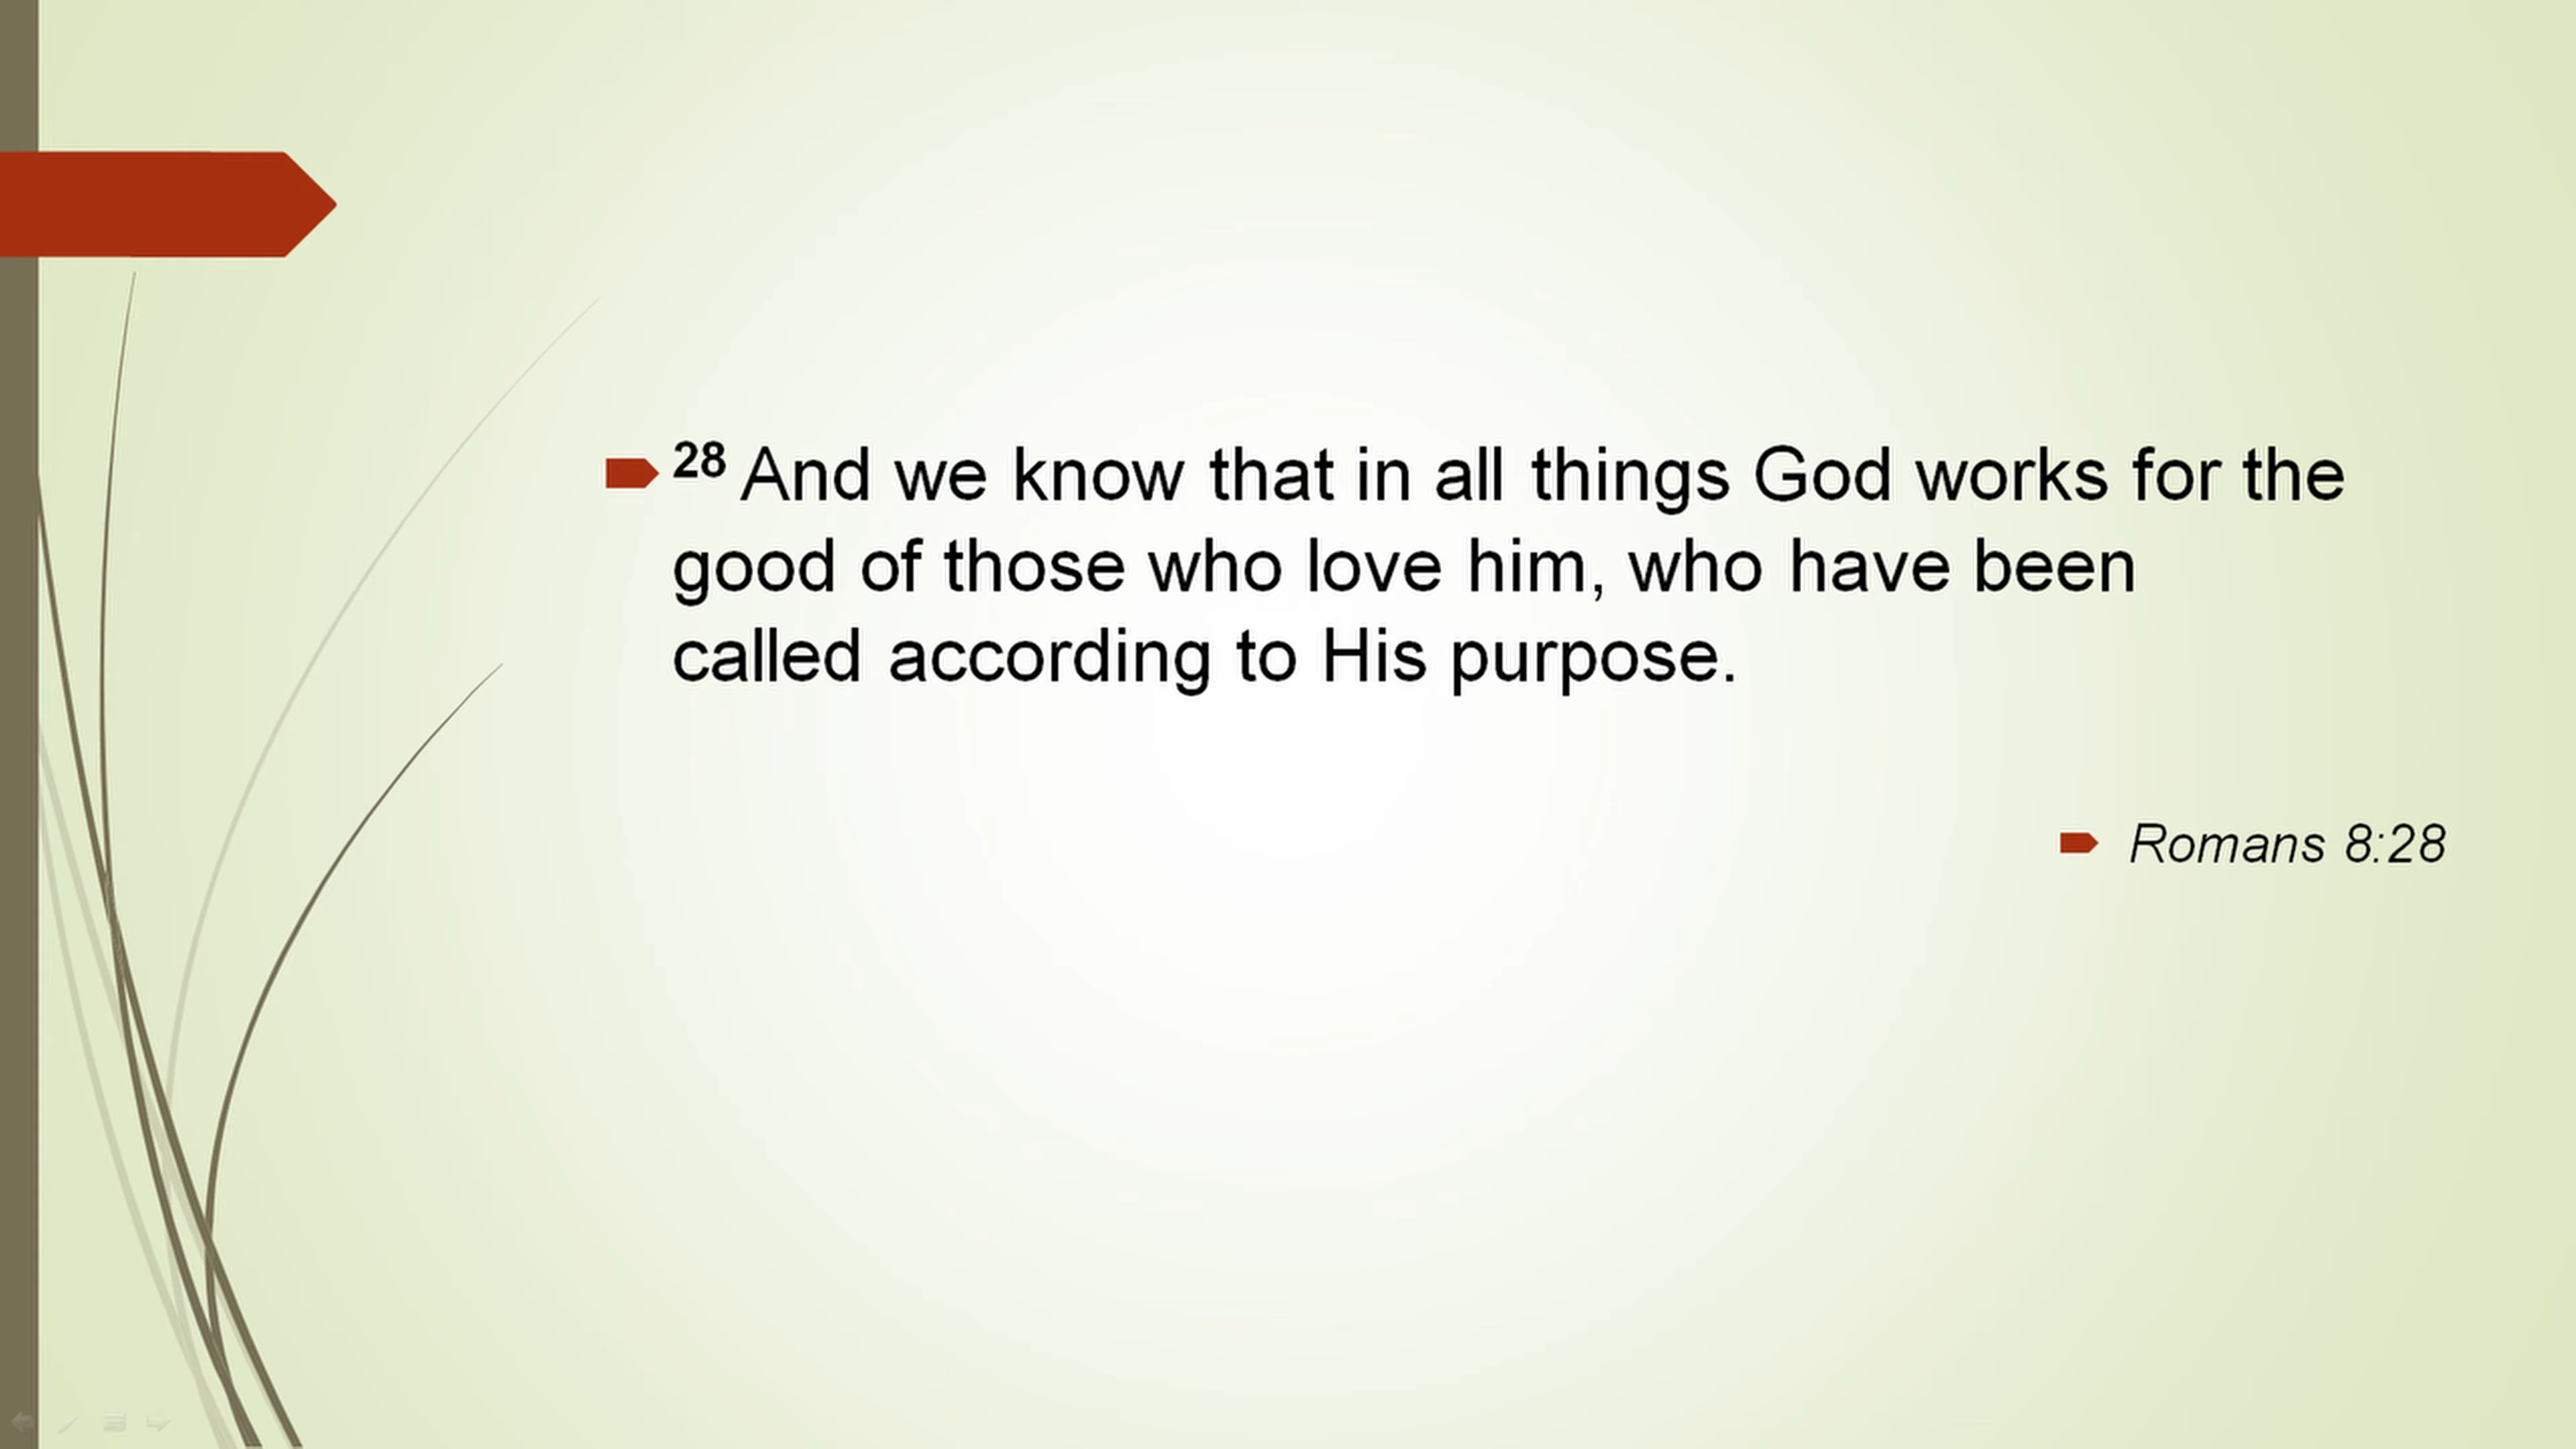 28 And we know that in all things God works for the
good of those who love him, who have been
called according to His purpose.
Romans 8:28